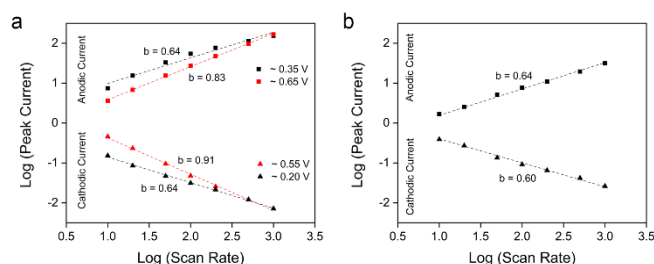 a
Log (Peak Current)
Cathodic Current
Anodic Current
2
1
0
-1
-2
b = 0.64
b = 0.83
~ 0.35 V
~ 0.65 V
b = 0.91
b = 0.64
~ 0.55 V
~ 0.20 V
0.5
1.0
1.5
2.0
2.5
3.0
3.5
Log (Scan Rate)
b
Log (Peak Current)
Cathodic Current
Anodic Current
2
1
0
-1
-2
b = 0.64
b = 0.60
0.5
1.0
1.5
2.0
2.5
3.0
3.5
Log (Scan Rate)